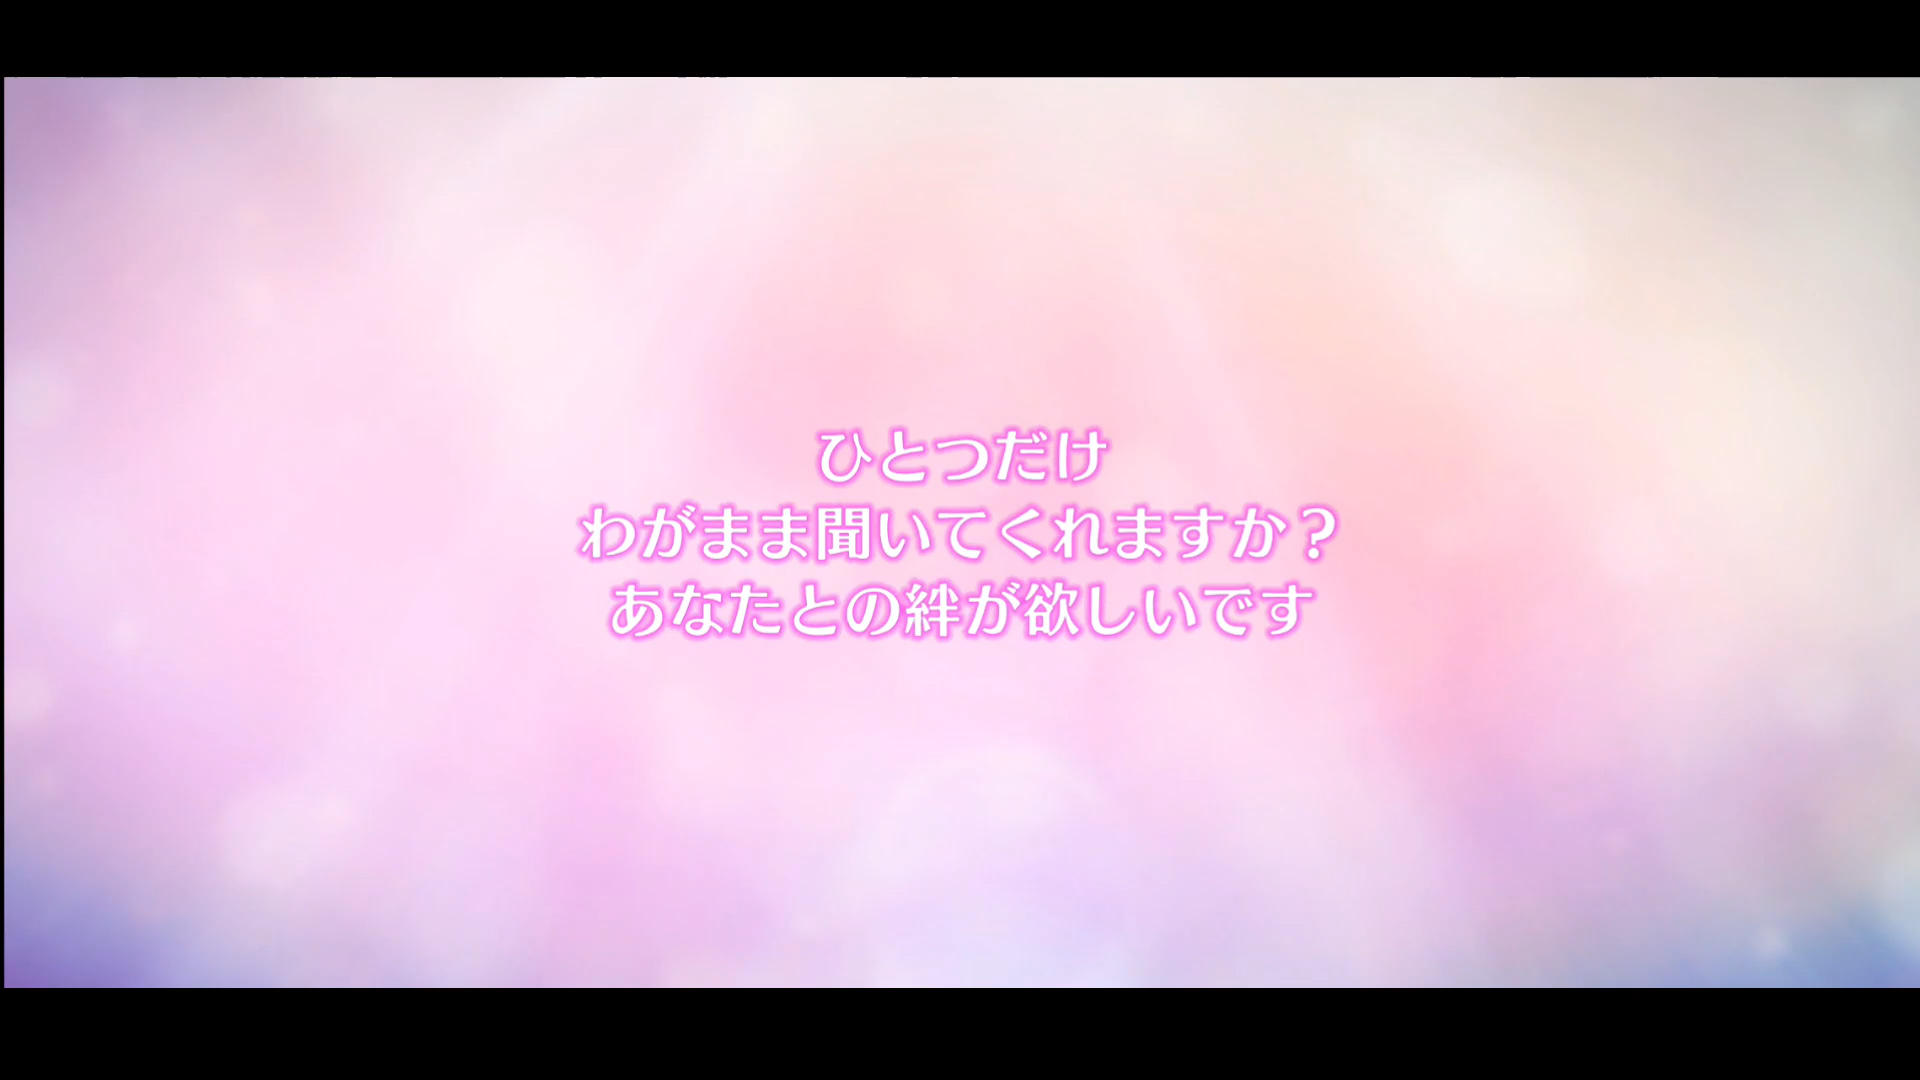 ひとつだけ
わがまま聞いてくれますか？
あなたとの絆が欲しいです